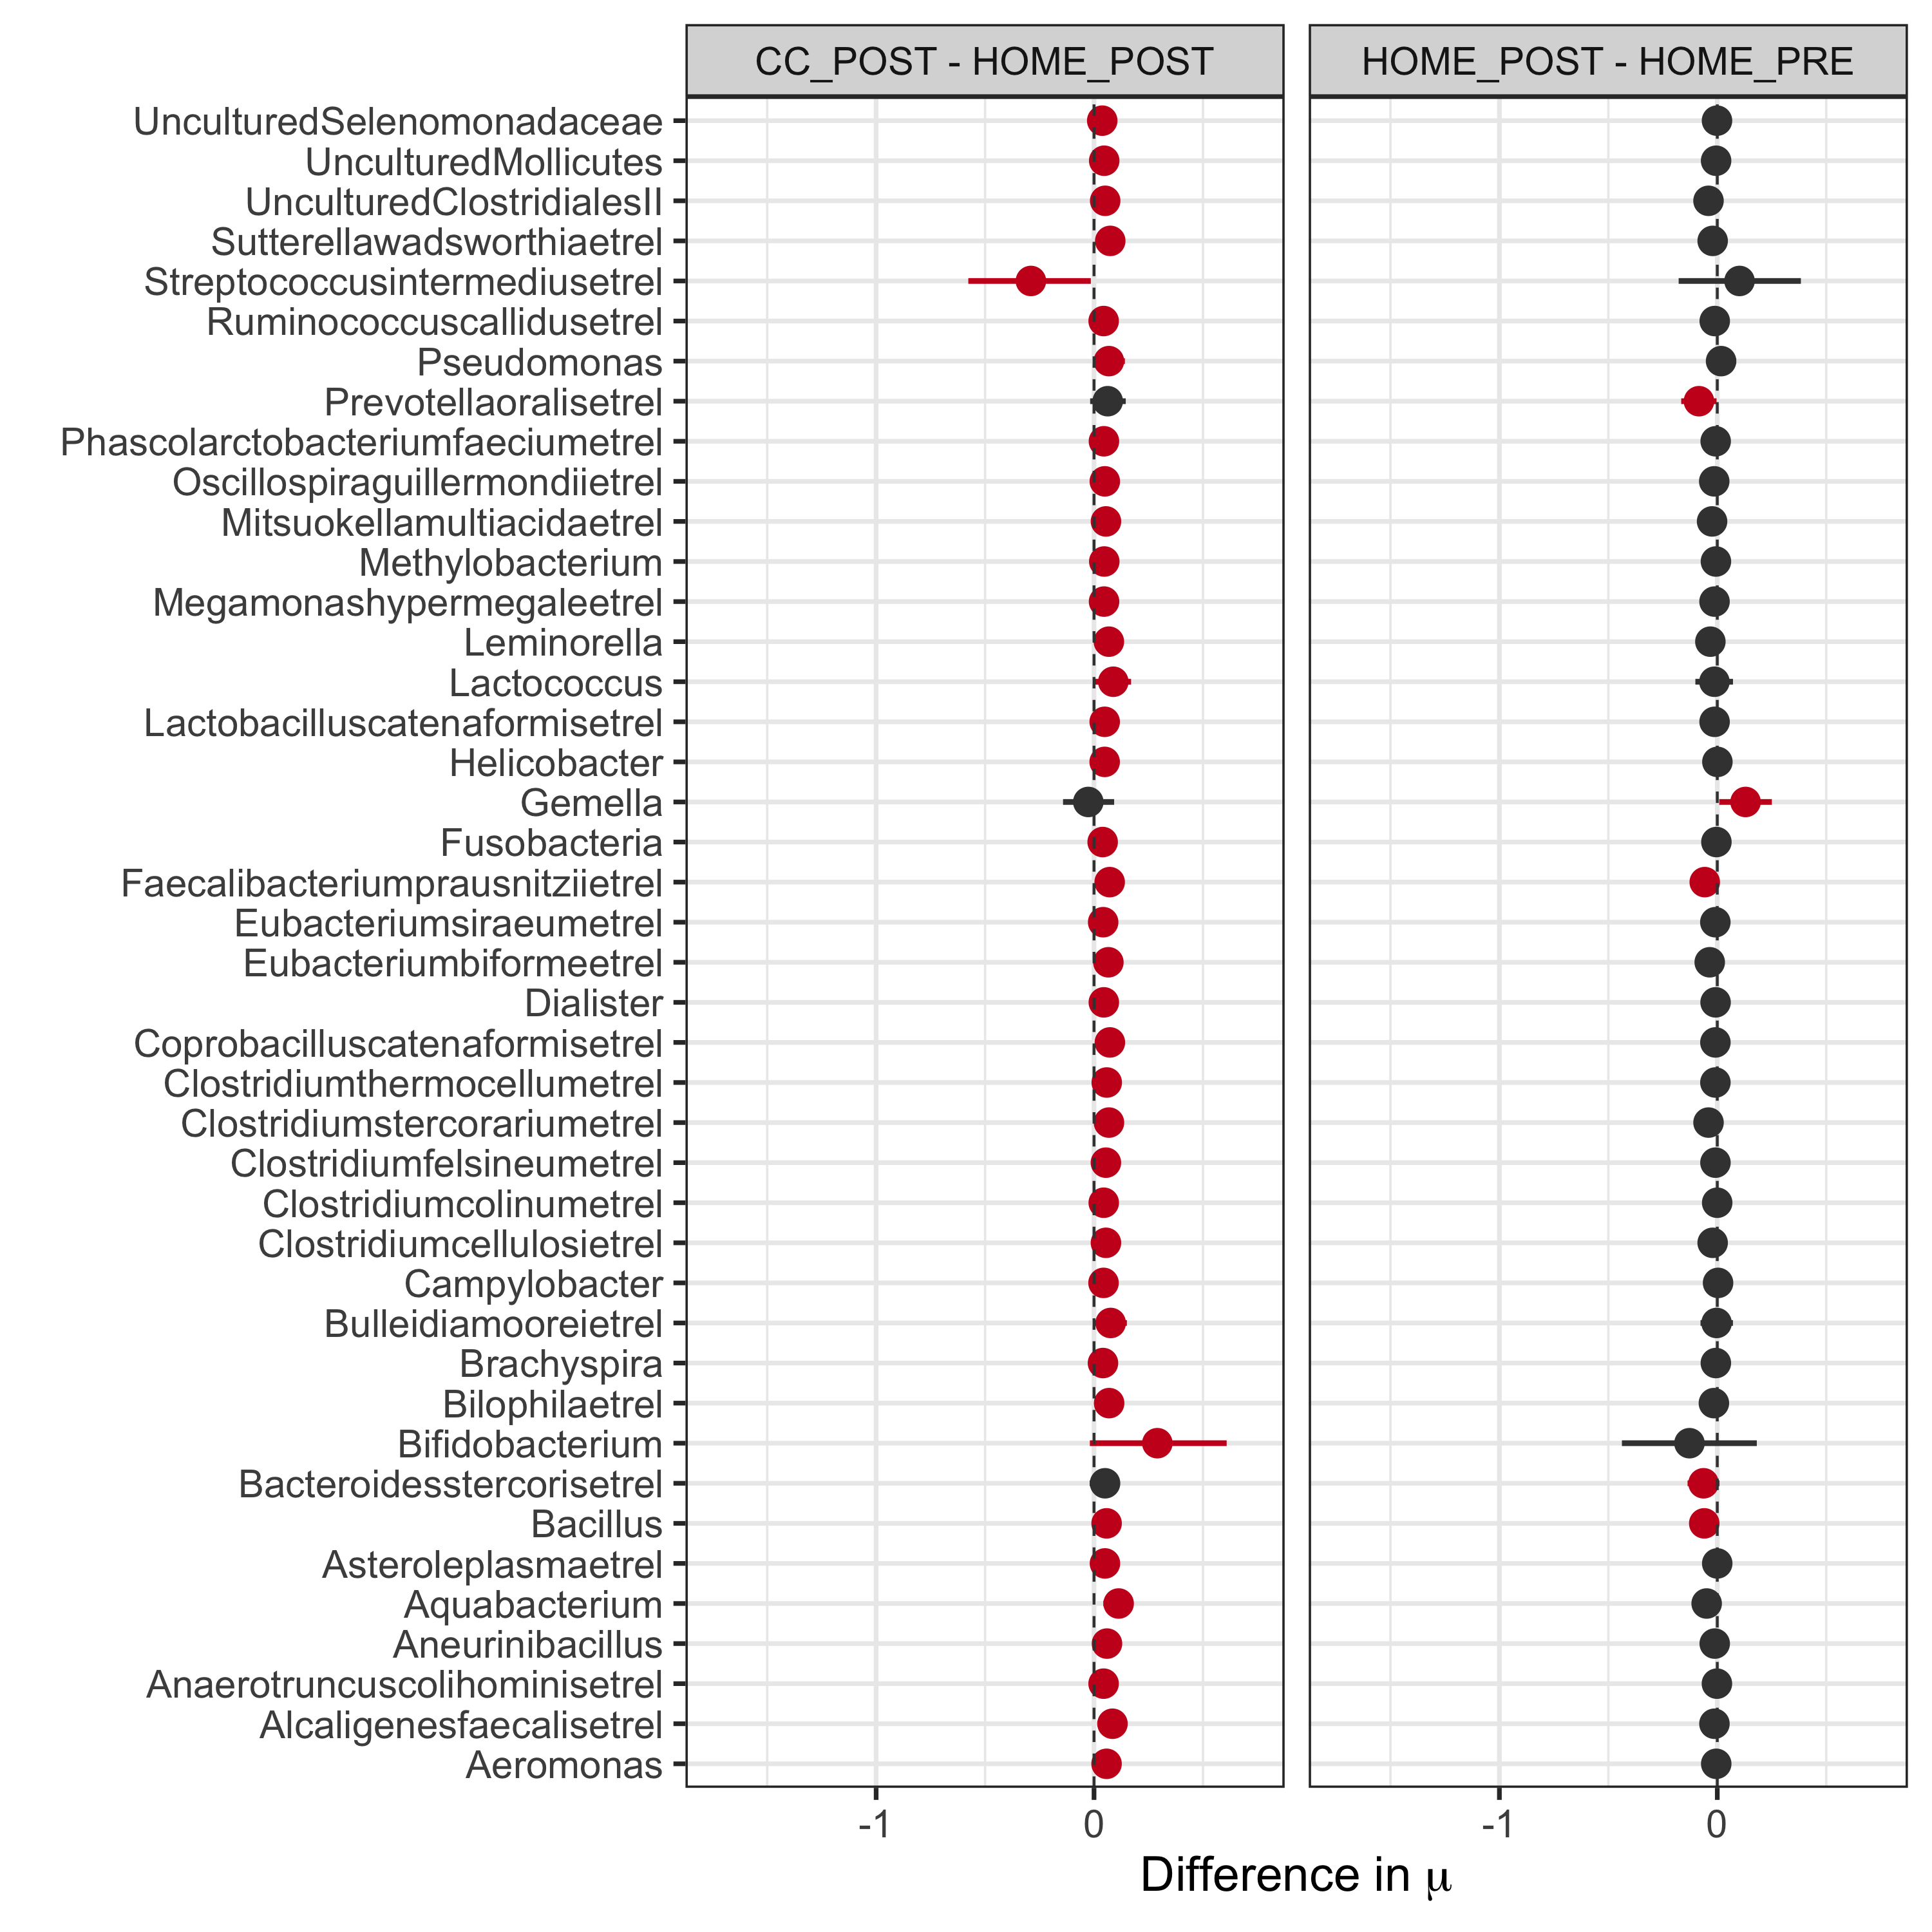 CC_POST - HOME_POST
HOME_POST - HOME_PRE
UnculturedSelenomonadaceae
UnculturedMollicutes
UnculturedClostridialesII
Sutterellawadsworthiaetrel
Streptococcusintermediusetrel
Ruminococcuscallidusetrel
Pseudomonas
Prevotellaoralisetrel
Phascolarctobacteriumfaeciumetrel
Oscillospiraguillermondiietrel
Mitsuokellamultiacidaetrel
Methylobacterium
Megamonashypermegaleetrel
Leminorella
Lactococcus
Lactobacilluscatenaformisetrel
Helicobacter
Gemella
Fusobacteria
Faecalibacteriumprausnitziietrel
Eubacteriumsiraeumetrel
Eubacteriumbiformeetrel
Dialister
Coprobacilluscatenaformisetrel
Clostridiumthermocellumetrel
Clostridiumstercorariumetrel
Clostridiumfelsineumetrel
Clostridiumcolinumetrel
Clostridiumcellulosietrel
Campylobacter
Bulleidiamooreietrel
Brachyspira
Bilophilaetrel
Bifidobacterium
Bacteroidesstercorisetrel
Bacillus
Asteroleplasmaetrel
Aquabacterium
Aneurinibacillus
Anaerotruncuscolihominisetrel
Alcaligenesfaecalisetrel
Aeromonas
-1 0 -1 0
Difference in μ